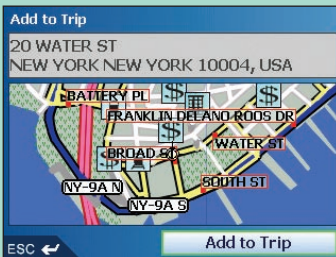 Add to Trip
20 WATER ST
NEW YORK NEW YORK 10004, USA
BATTERY PL
FRANKLIN DELANO ROOS DR
BROAD ST
WATER ST
SOUTH ST
NY-9A N
NY-9A S
ESC
Add to Trip